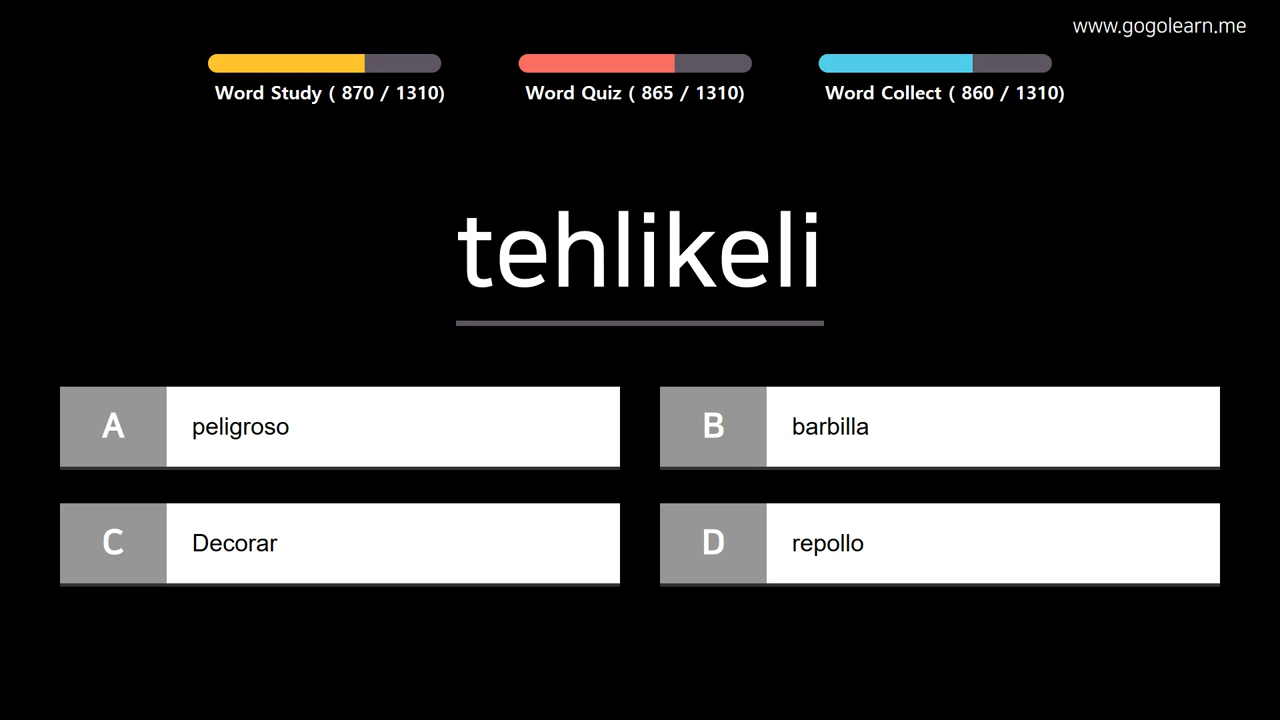 www.gogolearn.me
Word Study ( 870 / 1310)
Word Quiz ( 865 / 1310)
Word Collect ( 860 / 1310)
tehlikeli
A peligroso
B barbilla
C Decorar
D repollo